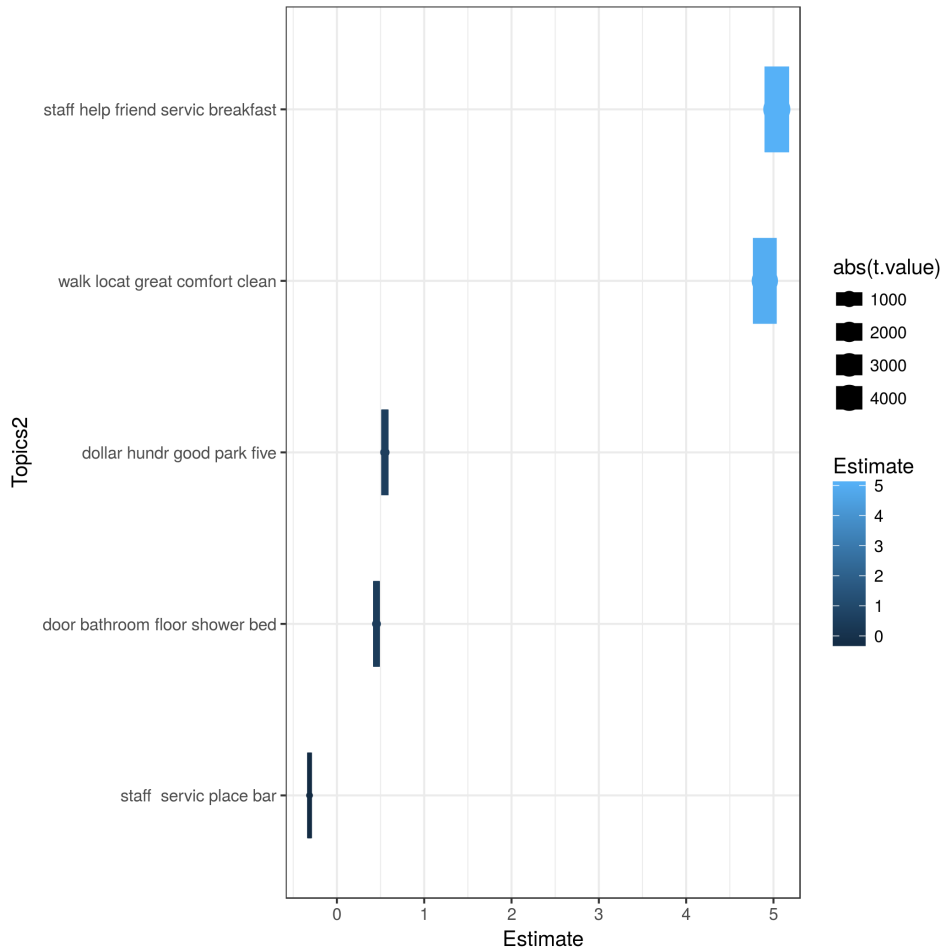 staff help friend servic breakfast
walk locat great comfort clean
dollar hundr good park five
door bathroom floor shower bed
staff  servic place bar
Topics2
0 1 2 3 4 5
Estimate
abs(t.value)
1000
2000
3000
4000
Estimate
5
4
3
2
1
0